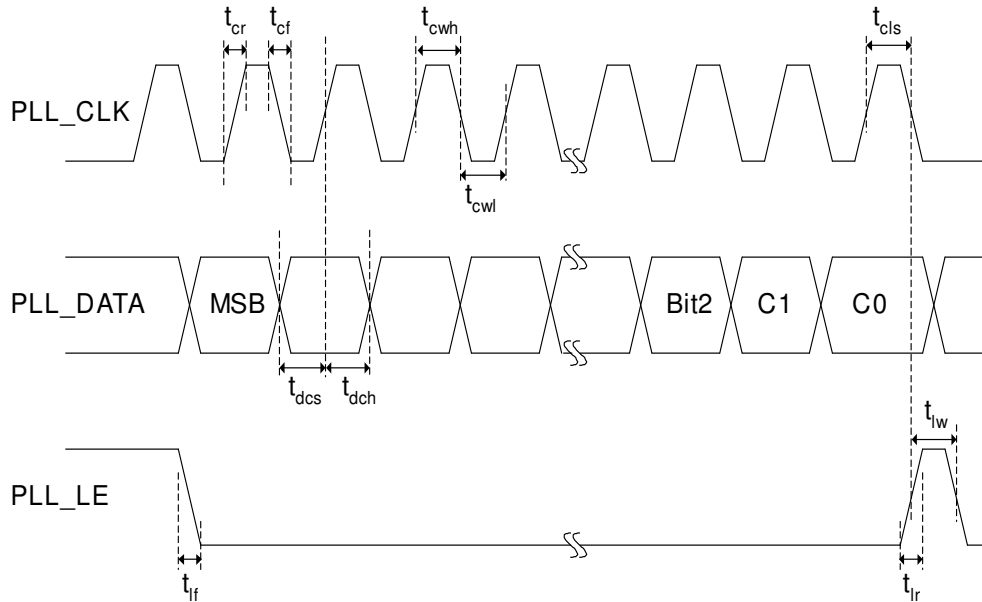 tcr tcf tcwh tcls
PLL_CLK
tcwl
PLL_DATA MSB Bit2 C1 C0
tdcs tdch
tlw
PLL_LE
tlf tlr